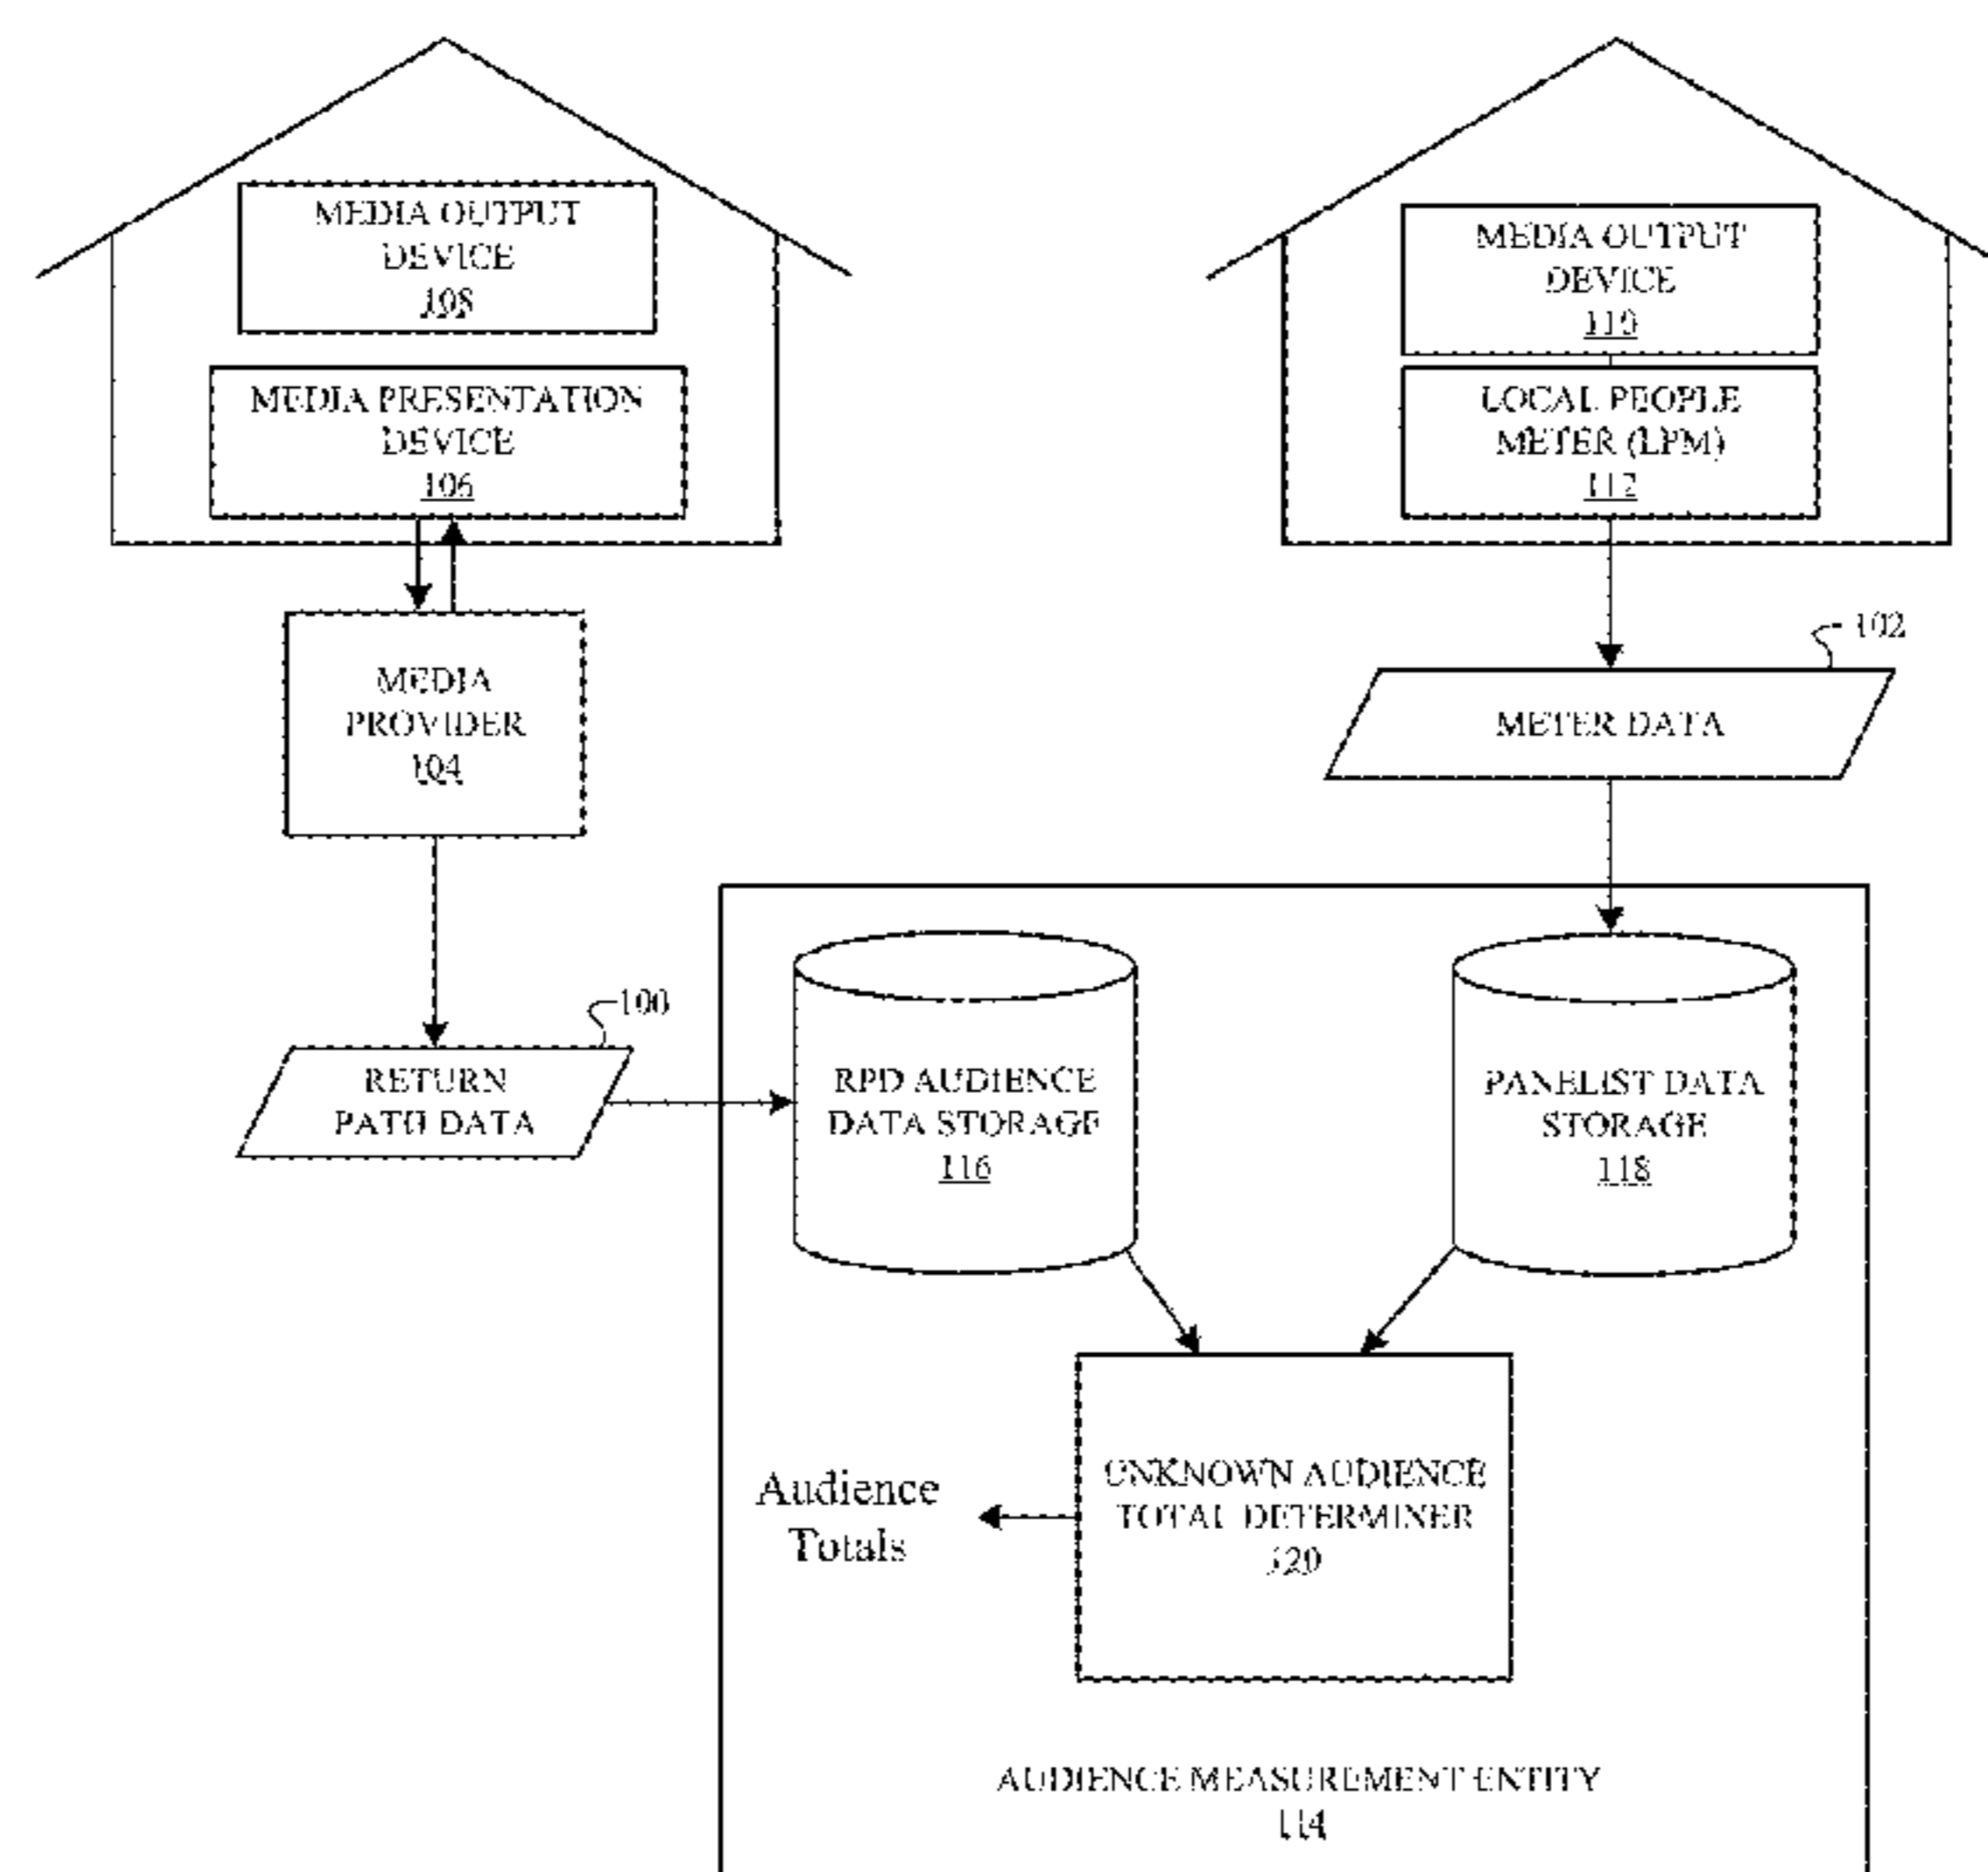 MEDIA OUTPUT
DEVICE
108
MEDIA PRESENTATION
DEVICE
106
MEDIA OUTPUT
DEVICE
110
LOCAL PEOPLE
METER (LPM)
112
MEDIA
PROVIDER
104
102
METER DATA
100
RETURN
PATH DATA
RPD AUDIENCE
DATA STORAGE
116
PANELIST DATA
STORAGE
118
Audience
Totals
UNKNOWN AUDIENCE
TOTAL DETERMINER
120
AUDIENCE MEASUREMENT ENTITY
114